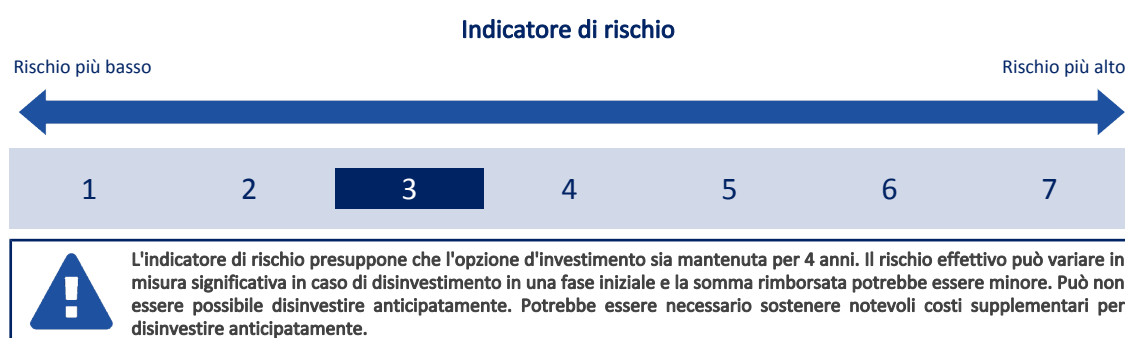 Indicatore di rischio
Rischio più basso
Rischio più alto
1 2 3 4 5 6 7
L'indicatore di rischio presuppone che l'opzione d'investimento sia mantenuta per 4 anni. Il rischio effettivo può variare in
misura significativa in caso di disinvestimento in una fase iniziale e la somma rimborsata potrebbe essere minore. Può non
essere possibile disinvestire anticipatamente. Potrebbe essere necessario sostenere notevoli costi supplementari per
disinvestire anticipatamente.